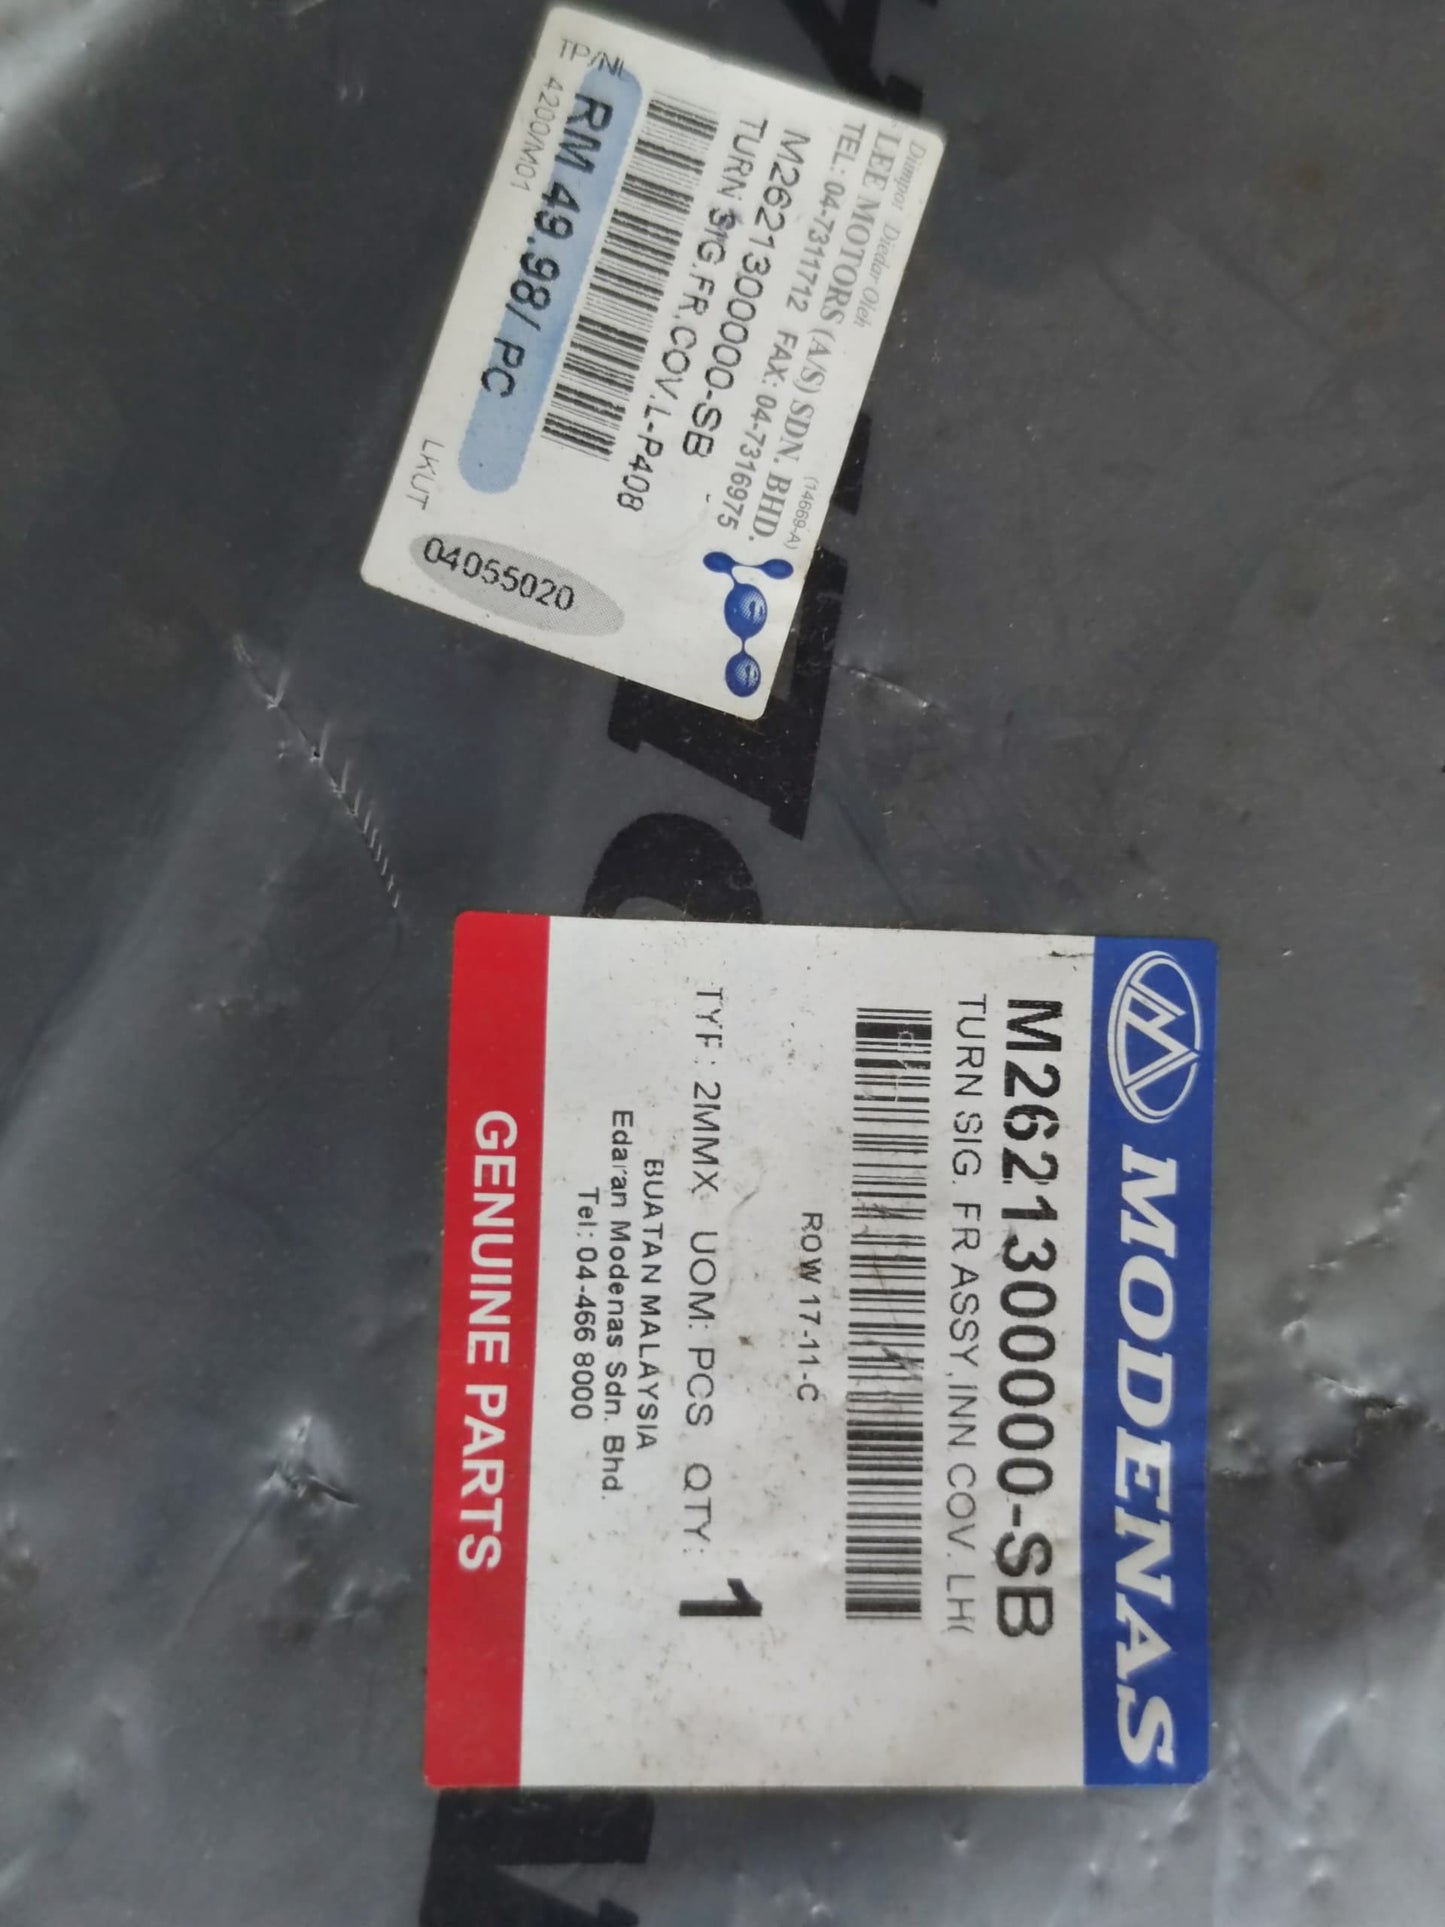 Diimpot Diedar Oleh
LEE MOTORS (A/S) SDN. BHD.
(14669-A)
TEL: 04-7311712 FAX: 04-7316975
M26213000000-SB
TURN SIG.FR.COV.L-P408
RM 49.98/ PC
TP/NL
4200/M01
LKUT
04055020
MODENAS
M26213000000-SB
TURN SIG. FR ASSY,INN COV. LH(
ROW 17-11-C
TYP: 2MMX UOM: PCS QTY: 1
BUATAN MALAYSIA
Edaran Modenas Sdn. Bhd.
Tel: 04-466 8000
GENUINE PARTS